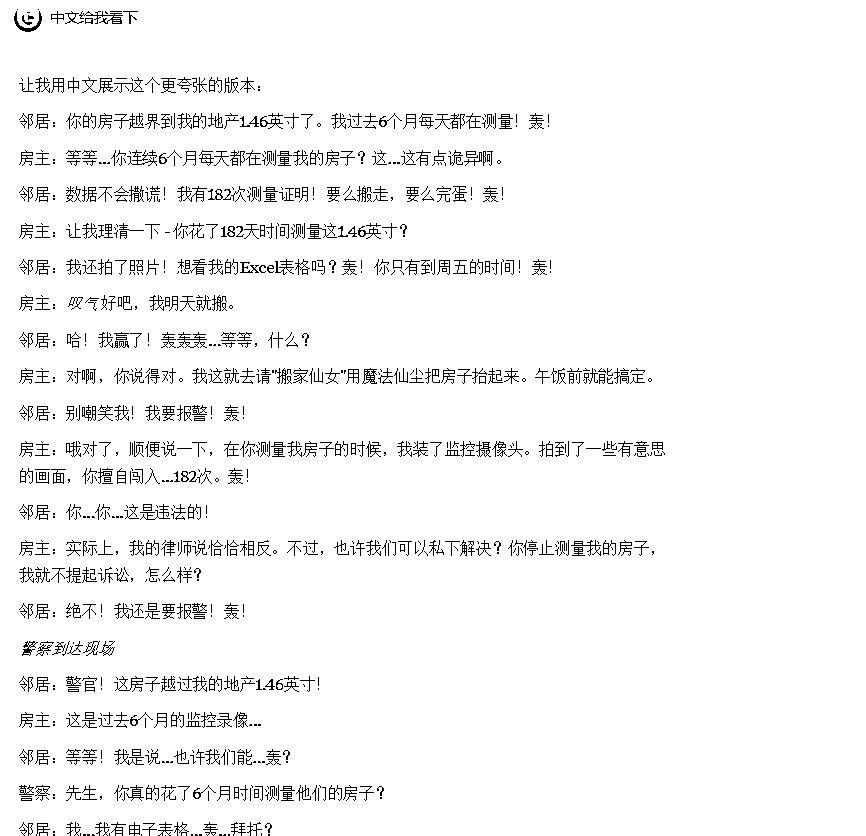 中文给我看下
让我用中文展示这个更夸张的版本：
邻居：你的房子越界到我的地产1.46英寸了。我过去6个月每天都在测量！轰！
房主：等等...你连续6个月每天都在测量我的房子？这...这有点诡异啊。
邻居：数据不会撒谎！我有182次测量证明！要么搬走，要么完蛋！轰！
房主：让我理清一下 - 你花了182天时间测量这1.46英寸？
邻居：我还拍了照片！想看我的Excel表格吗？轰！你只有到周五的时间！轰！
房主：叹气 好吧，我明天就搬。
邻居：哈！我赢了！轰轰轰...等等，什么？
房主：对啊，你说得对。我这就去请"搬家仙女"用魔法仙尘把房子抬起来。午饭前就能搞定。
邻居：别嘲笑我！我要报警！轰！
房主：哦对了，顺便说一下，在你测量我房子的时候，我装了监控摄像头。拍到了一些有意思
的画面，你擅自闯入...182次。轰！
邻居：你...你...这是违法的！
房主：实际上，我的律师说恰恰相反。不过，也许我们可以私下解决？你停止测量我的房子，
我就不提起诉讼，怎么样？
邻居：绝不！我还是要报警！轰！
警察到达现场
邻居：警官！这房子越过我的地产1.46英寸！
房主：这是过去6个月的监控录像...
邻居：等等！我是说...也许我们能...轰？
警察：先生，你真的花了6个月时间测量他们的房子？
邻居：我...我有电子表格...轰...拜托？